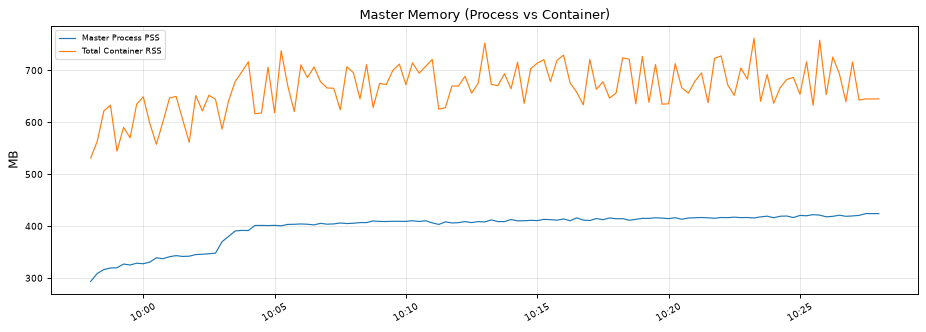 Master Memory (Process vs Container)
Master Process PSS
Total Container RSS
MB
700
600
500
400
300
10:00
10:05
10:10
10:15
10:20
10:25